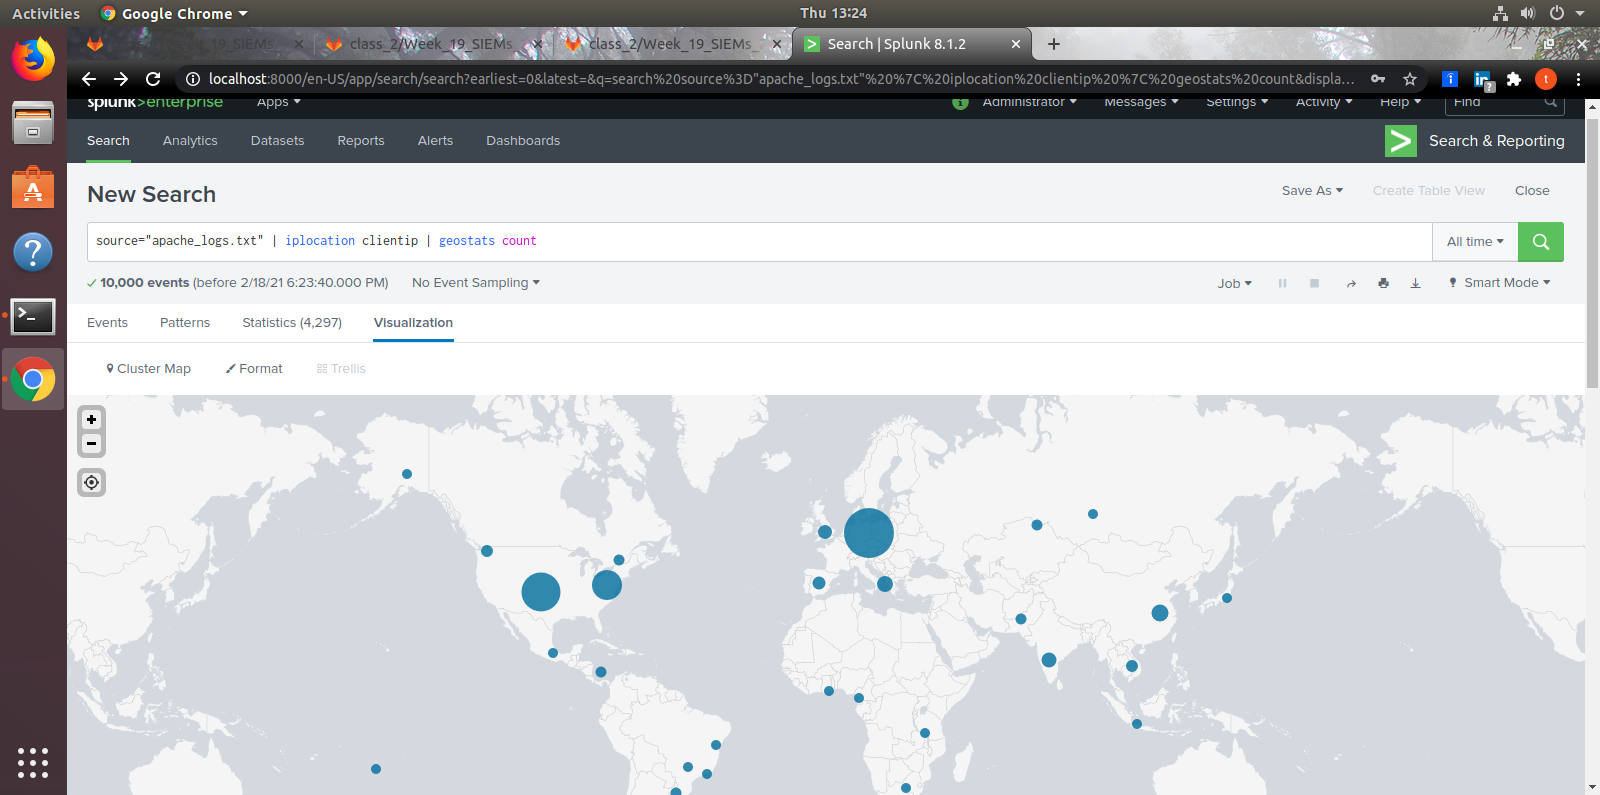 Activities Google Chrome Thu 13:24
_19_SIEMs class_2/Week_19_SIEMs class_2/Week_19_SIEMs_ Search | Splunk 8.1.2
localhost:8000/en-US/app/search/search?earliest=0&latest=&q=search%20source%3D"apache_logs.txt"%20%7C%20iplocation%20clientip%20%7C%20geostats%20count&displa...
splunk>enterprise Apps Administrator Messages Settings Activity Help Find
Search Analytics Datasets Reports Alerts Dashboards Search & Reporting
New Search Save As Create Table View Close
source="apache_logs.txt" | iplocation clientip | geostats count All time
10,000 events (before 2/18/21 6:23:40.000 PM) No Event Sampling Job Smart Mode
Events Patterns Statistics (4,297) Visualization
Cluster Map Format Trellis